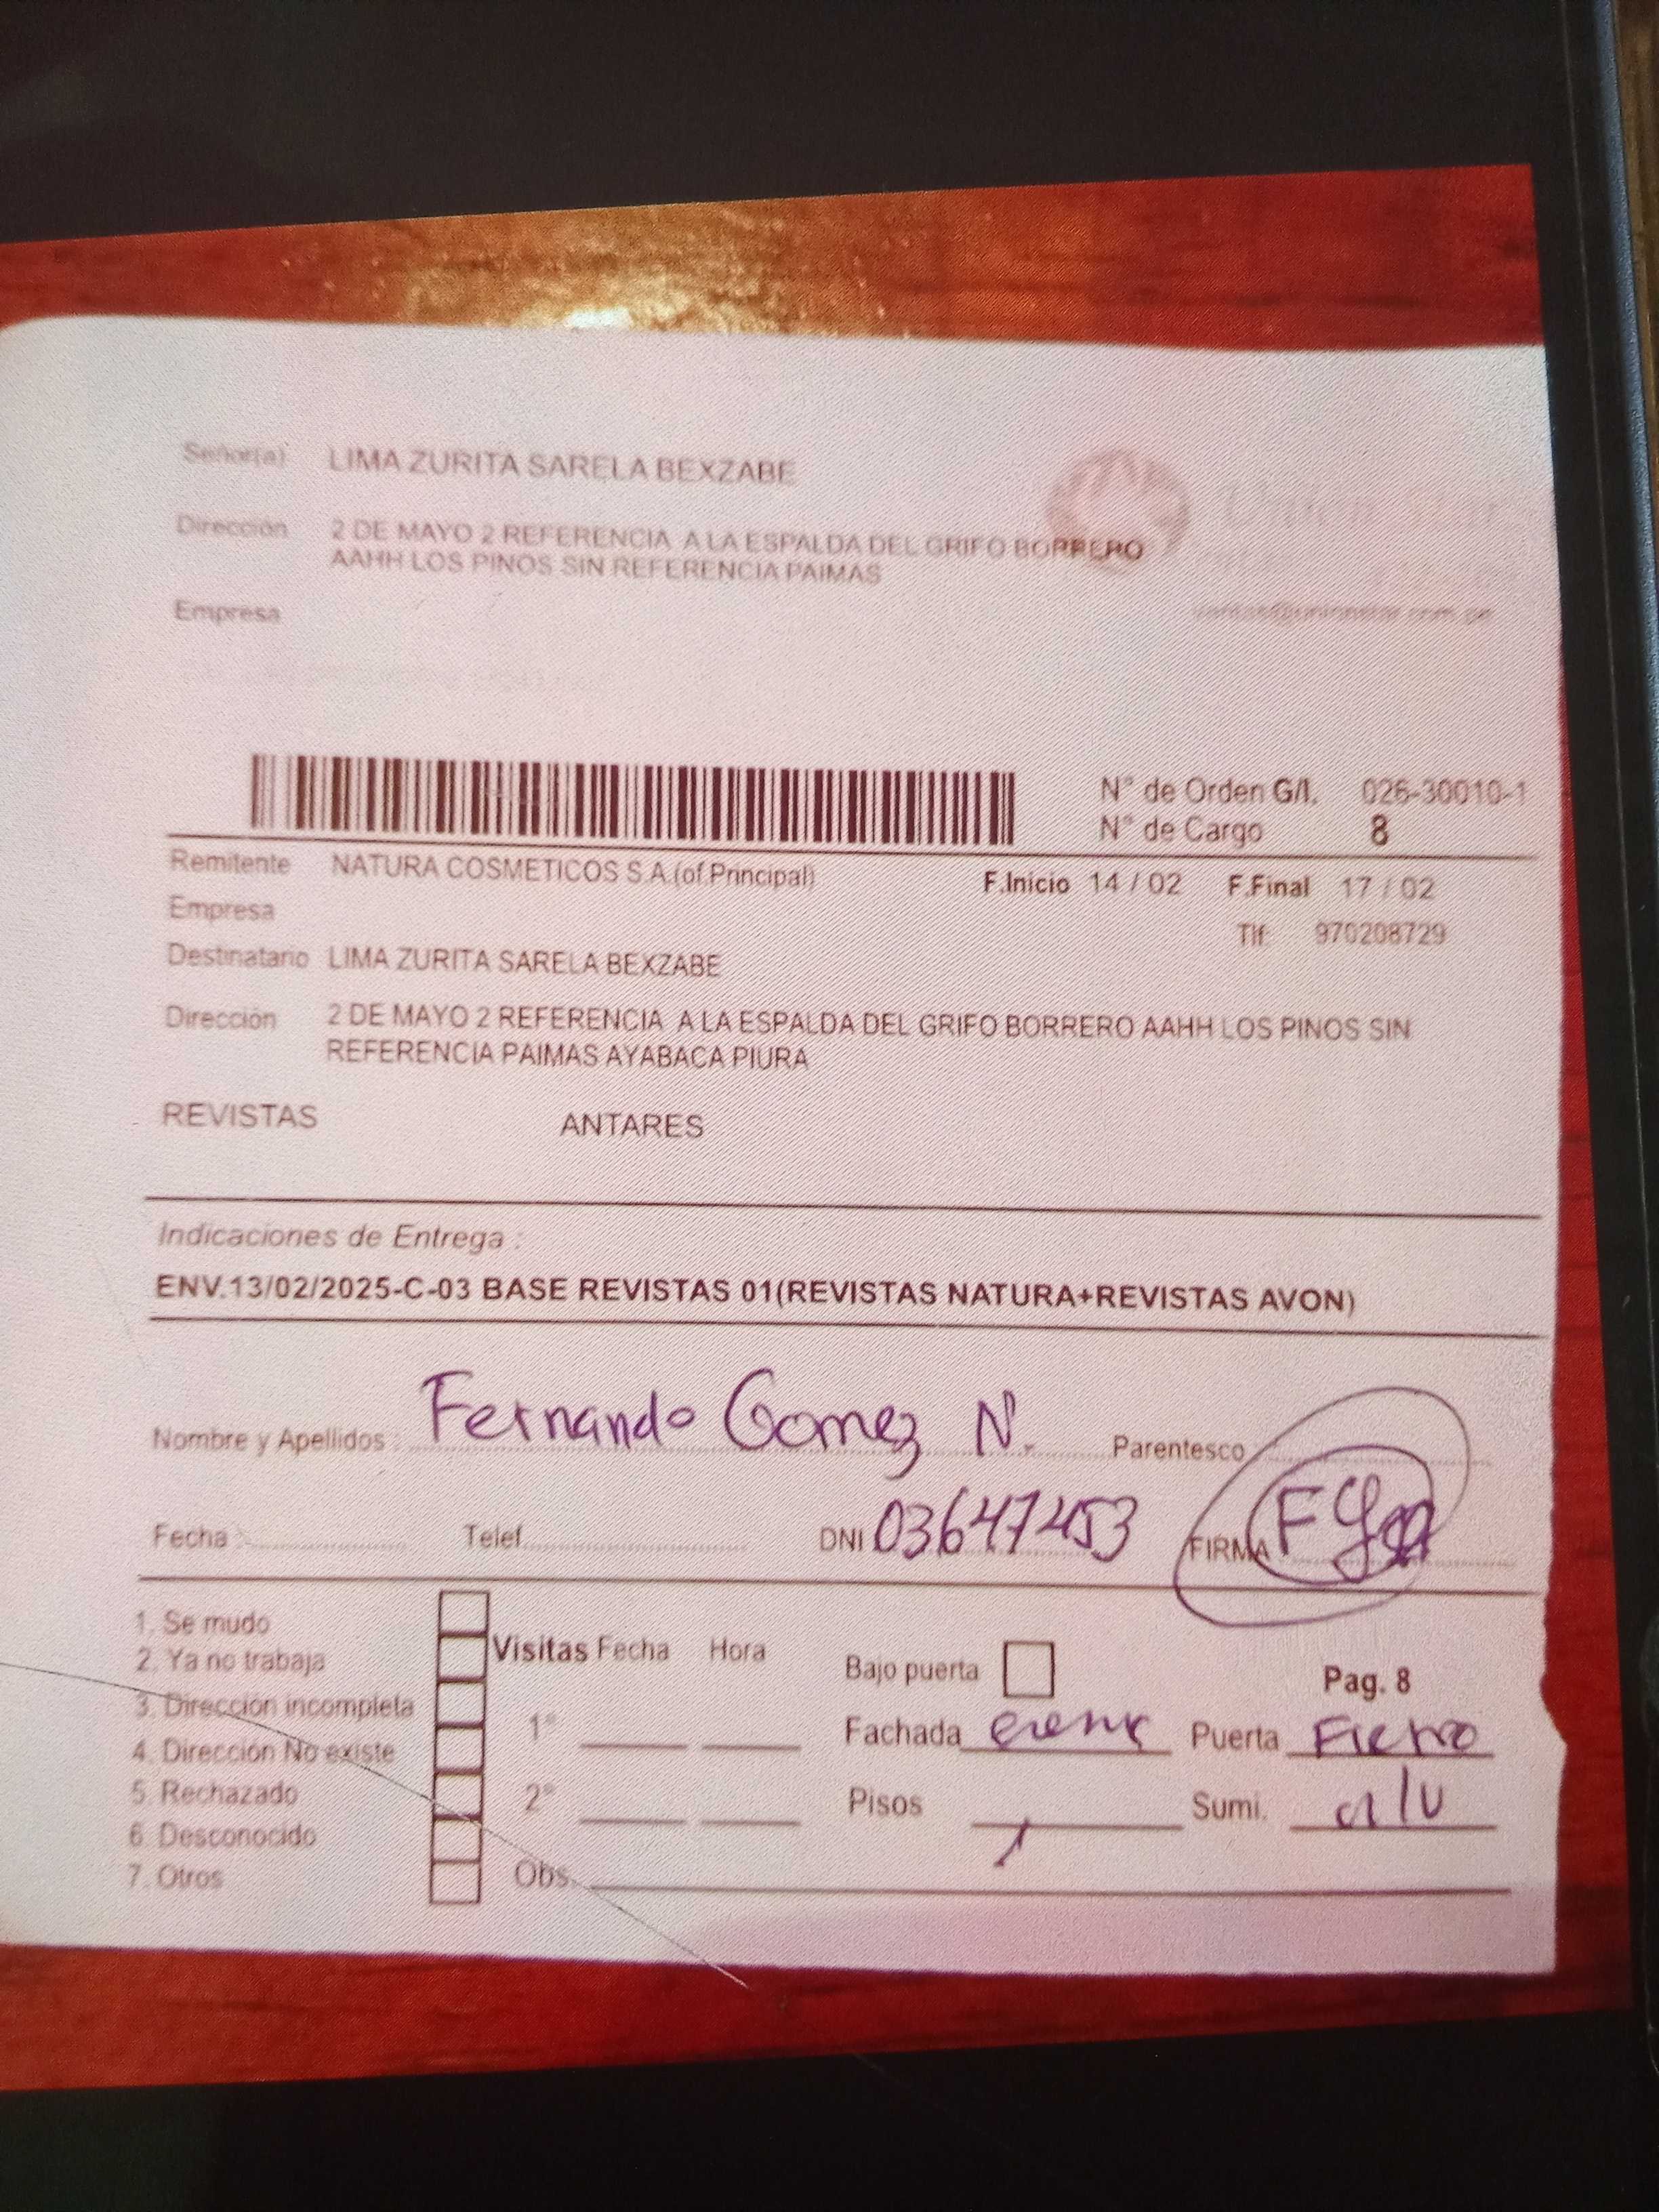 Señor(a) LIMA ZURITA SARELA BEXZABE
Dirección 2 DE MAYO 2 REFERENCIA A LA ESPALDA DEL GRIFO BORRERO
AAHH LOS PINOS SIN REFERENCIA PAIMAS
Empresa
ventas@unionstar.com.pe
N° de Orden G/I. 026-30010-1
N° de Cargo 8
Remitente NATURA COSMETICOS S.A.(of.Principal) F.Inicio 14 / 02 F.Final 17 / 02
Empresa
Tlf: 970208729
Destinatario LIMA ZURITA SARELA BEXZABE
Dirección 2 DE MAYO 2 REFERENCIA A LA ESPALDA DEL GRIFO BORRERO AAHH LOS PINOS SIN
REFERENCIA PAIMAS AYABACA PIURA
REVISTAS ANTARES
Indicaciones de Entrega :
ENV.13/02/2025-C-03 BASE REVISTAS 01(REVISTAS NATURA+REVISTAS AVON)
Nombre y Apellidos : Fernando Gomez N. Parentesco
Fecha : Telef. DNI 03647453 FIRMA
1. Se mudo
2. Ya no trabaja
3. Dirección incompleta
4. Dirección No existe
5. Rechazado
6. Desconocido
7. Otros
Visitas Fecha Hora
1°
2°
Obs.
Bajo puerta Pag. 8
Fachada Puerta Fierro
Pisos 1 Sumi.